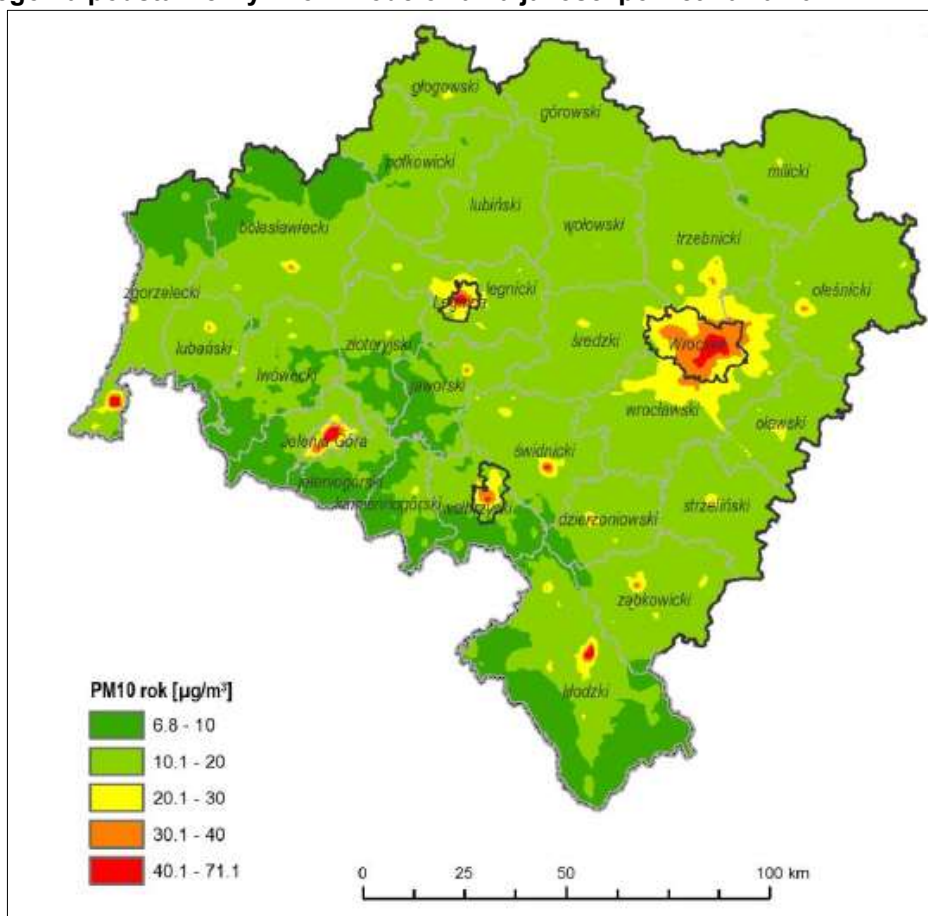 głogowski
górowski
polkowicki
milicki
lubiński
bolesławiecki
wołowski
trzebnicki
zgorzelecki
legnicki
oleśnicki
Legnica
lubański
złotoryjski
średzki
Wrocław
lwówecki
jaworski
wrocławski
oławski
Jelenia Góra
świdnicki
jeleniogórski
kamiennogórski
wałbrzyski
strzeliński
dzierżoniowski
ząbkowicki
kłodzki
PM10 rok [µg/m³]
6.8 - 10
10.1 - 20
20.1 - 30
30.1 - 40
40.1 - 71.1
0 25 50 100 km